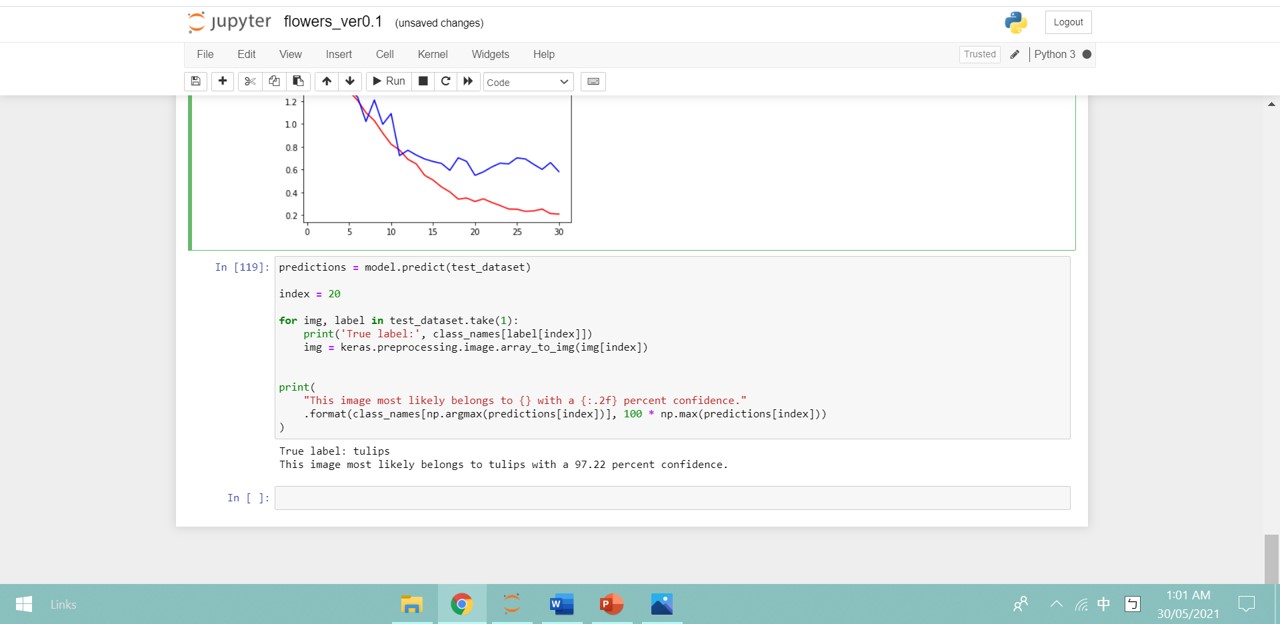 jupyter flowers_ver0.1 (unsaved changes) Logout
File Edit View Insert Cell Kernel Widgets Help Trusted Python 3
Run Code
1.2
1.0
0.8
0.6
0.4
0.2
0 5 10 15 20 25 30
In [119]: predictions = model.predict(test_dataset)
index = 20
for img, label in test_dataset.take(1):
print('True label:', class_names[label[index]])
img = keras.preprocessing.image.array_to_img(img[index])
print(
"This image most likely belongs to {} with a {:.2f} percent confidence."
.format(class_names[np.argmax(predictions[index])], 100 * np.max(predictions[index]))
)
True label: tulips
This image most likely belongs to tulips with a 97.22 percent confidence.
In [ ]:
Links W P 中 1:01 AM
30/05/2021